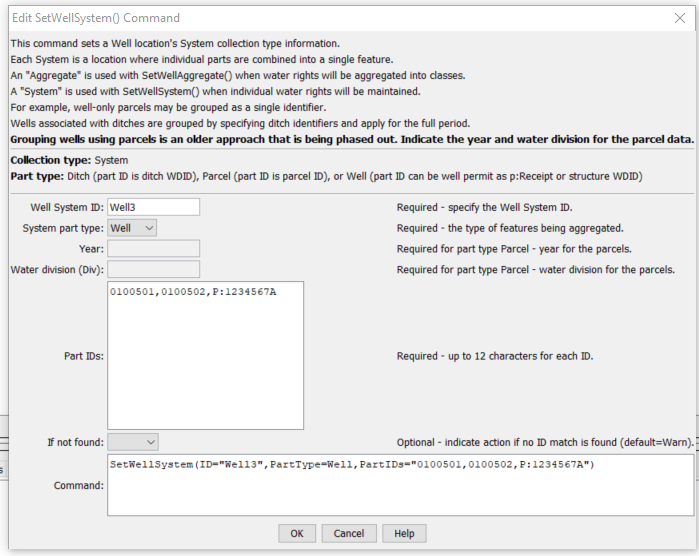 Edit SetWellSystem() Command
This command sets a Well location's System collection type information.
Each System is a location where individual parts are combined into a single feature.
An "Aggregate" is used with SetWellAggregate() when water rights will be aggregated into classes.
A "System" is used with SetWellSystem() when individual water rights will be maintained.
For example, well-only parcels may be grouped as a single identifier.
Wells associated with ditches are grouped by specifying ditch identifiers and apply for the full period.
Grouping wells using parcels is an older approach that is being phased out. Indicate the year and water division for the parcel data.
Collection type: System
Part type: Ditch (part ID is ditch WDID), Parcel (part ID is parcel ID), or Well (part ID can be well permit as p:Receipt or structure WDID)
Well System ID: Well3 Required - specify the Well System ID.
System part type: Well Required - the type of features being aggregated.
Year: Required for part type Parcel - year for the parcels.
Water division (Div): Required for part type Parcel - water division for the parcels.
0100501,0100502,P:1234567A
Part IDs: Required - up to 12 characters for each ID.
If not found: Optional - indicate action if no ID match is found (default=Warn).
SetWellSystem(ID="Well3",PartType=Well,PartIDs="0100501,0100502,P:1234567A")
Command:
OK Cancel Help